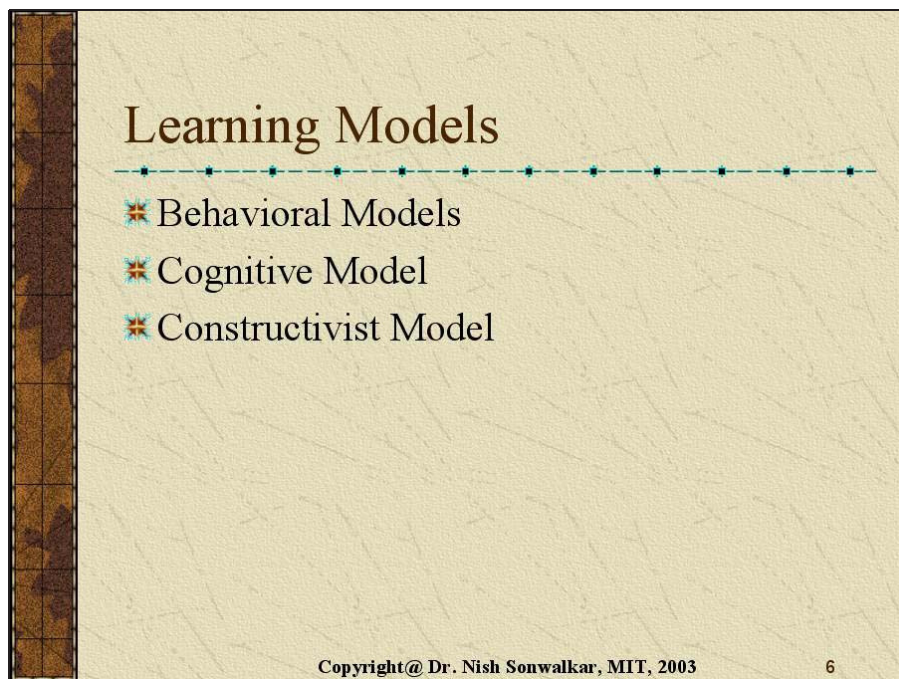 Learning Models
Behavioral Models
Cognitive Model
Constructivist Model
Copyright@ Dr. Nish Sonwalkar, MIT, 2003 6